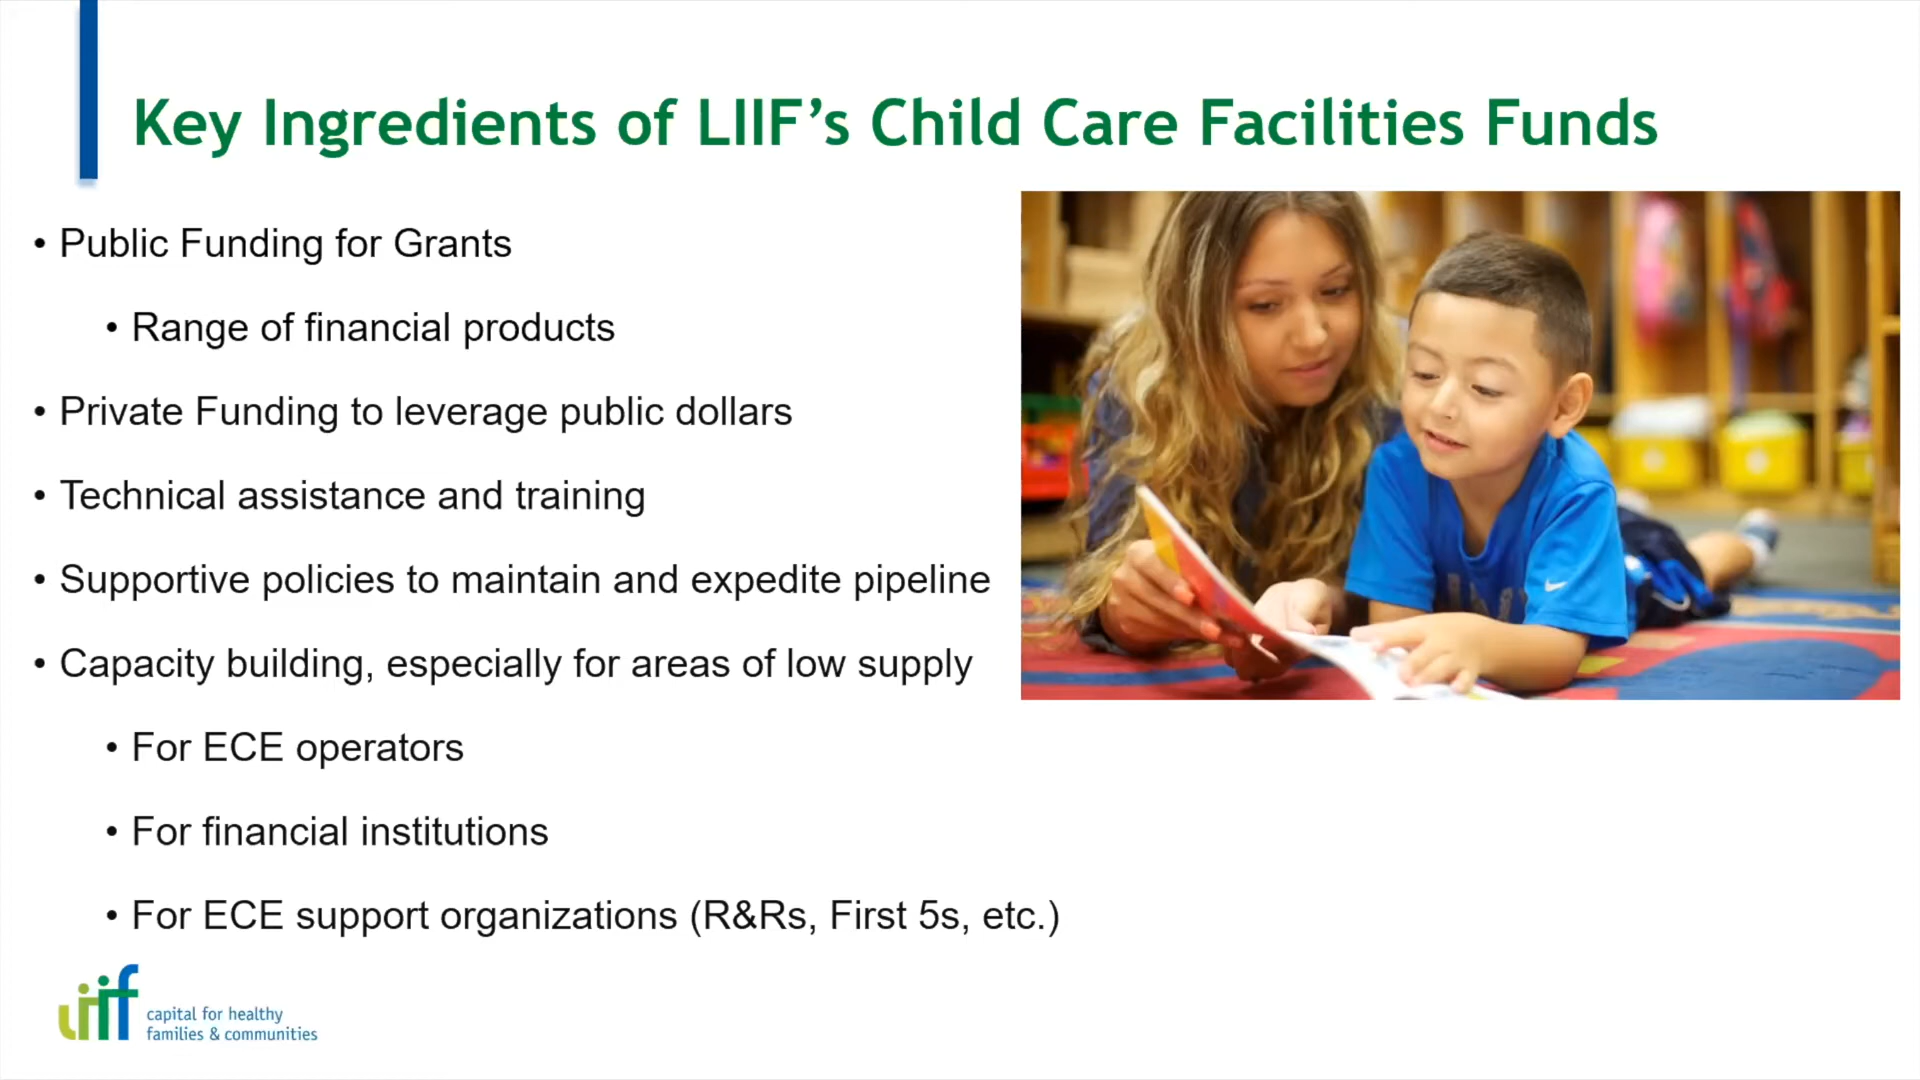 Key Ingredients of LIIF’s Child Care Facilities Funds
• Public Funding for Grants
• Range of financial products
• Private Funding to leverage public dollars
• Technical assistance and training
• Supportive policies to maintain and expedite pipeline
• Capacity building, especially for areas of low supply
• For ECE operators
• For financial institutions
• For ECE support organizations (R&Rs, First 5s, etc.)
liif
capital for healthy
families & communities